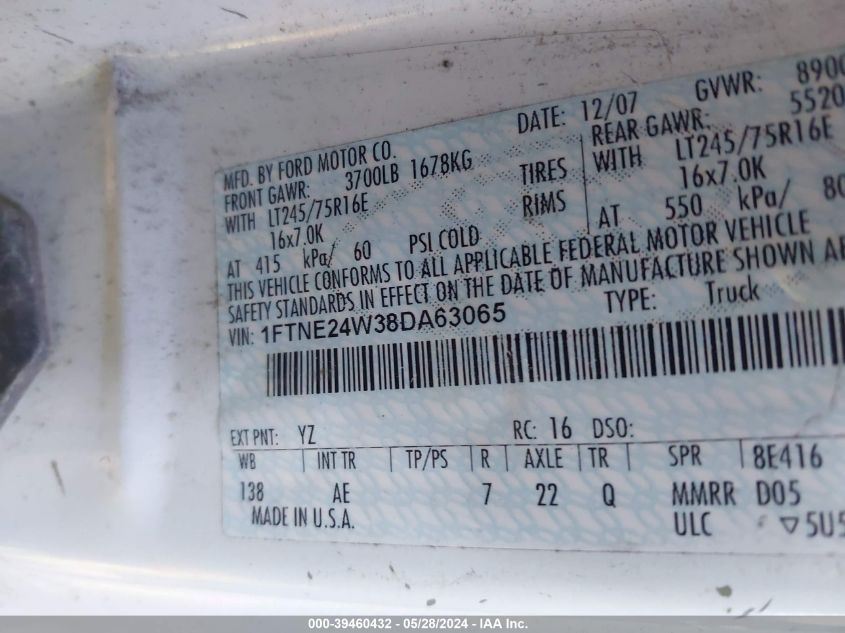 DATE: 12/07 GVWR: 8900
MFD. BY FORD MOTOR CO.
FRONT GAWR: 3700LB 1678KG REAR GAWR: 5520
WITH LT245/75R16E TIRES WITH LT245/75R16E
16x7.0K RIMS 16x7.0K
AT 415 kPa/ 60 PSI COLD AT 550 kPa/ 80
THIS VEHICLE CONFORMS TO ALL APPLICABLE FEDERAL MOTOR VEHICLE
SAFETY STANDARDS IN EFFECT ON THE DATE OF MANUFACTURE SHOWN AB
VIN: 1FTNE24W38DA63065 TYPE: Truck
EXT PNT: YZ RC: 16 DSO:
WB INT TR TP/PS R AXLE TR SPR 8E416
138 AE 7 22 Q MMRR D05
MADE IN U.S.A. ULC ▽5U5
000-39460432 - 05/28/2024 - IAA Inc.